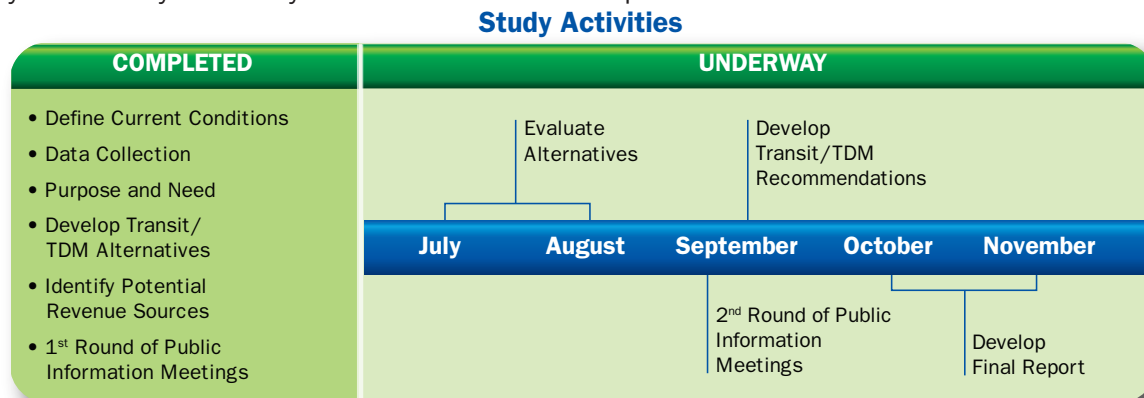 Study Activities
COMPLETED
UNDERWAY
• Define Current Conditions
• Data Collection
• Purpose and Need
• Develop Transit/
TDM Alternatives
• Identify Potential
Revenue Sources
• 1st Round of Public
Information Meetings
Evaluate
Alternatives
Develop
Transit/TDM
Recommendations
July August September October November
2nd Round of Public
Information
Meetings
Develop
Final Report